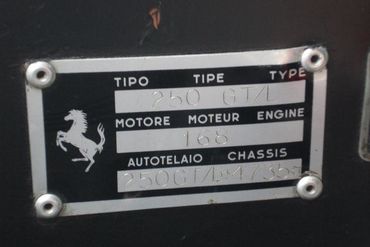 TIPO TIPE TYPE
250 GT/L
MOTORE MOTEUR ENGINE
168
AUTOTELAIO CHASSIS